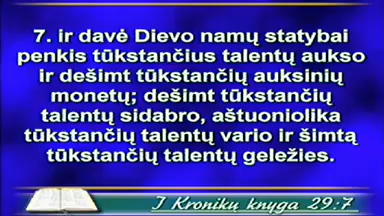 7. ir davė Dievo namų statybai
penkis tūkstančius talentų aukso
ir dešimt tūkstančių auksinių
monetų; dešimt tūkstančių
talentų sidabro, aštuoniolika
tūkstančių talentų vario ir šimtą
tūkstančių talentų geležies.
I Kronikų knyga 29:7